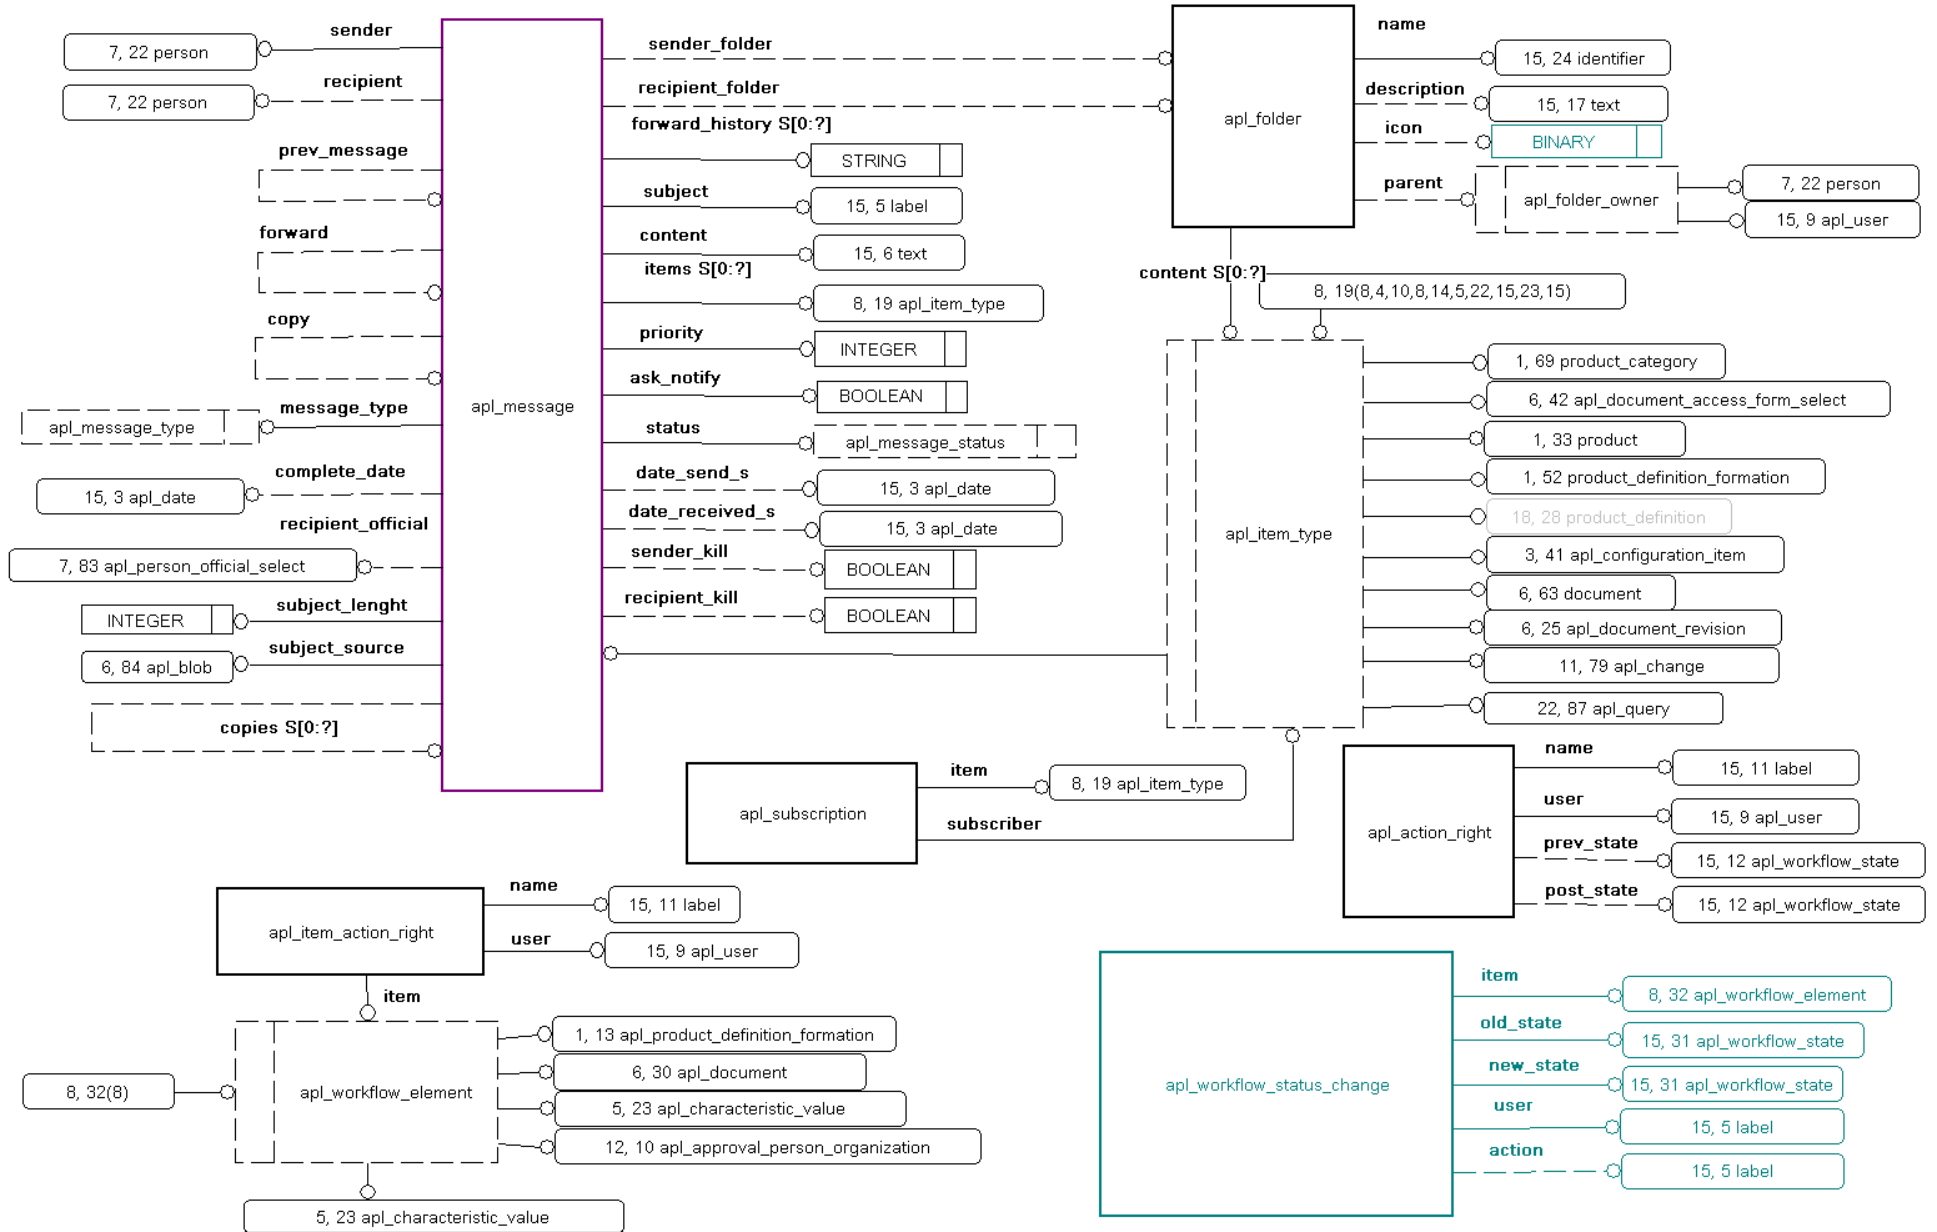 sender
7, 22 person
recipient
7, 22 person
prev_message
forward
copy
message_type
apl_message_type
complete_date
15, 3 apl_date
recipient_official
7, 83 apl_person_official_select
subject_lenght
INTEGER
subject_source
6, 84 apl_blob
copies S[0:?]
apl_message
sender_folder
recipient_folder
forward_history S[0:?]
STRING
subject
15, 5 label
content
15, 6 text
items S[0:?]
8, 19 apl_item_type
priority
INTEGER
ask_notify
BOOLEAN
status
apl_message_status
date_send_s
15, 3 apl_date
date_received_s
15, 3 apl_date
sender_kill
BOOLEAN
recipient_kill
BOOLEAN
apl_folder
name
15, 24 identifier
description
15, 17 text
icon
BINARY
parent
apl_folder_owner
7, 22 person
15, 9 apl_user
content S[0:?]
8, 19(8,4,10,8,14,5,22,15,23,15)
apl_item_type
1, 69 product_category
6, 42 apl_document_access_form_select
1, 33 product
1, 52 product_definition_formation
18, 28 product_definition
3, 41 apl_configuration_item
6, 63 document
6, 25 apl_document_revision
11, 79 apl_change
22, 87 apl_query
apl_subscription
item
8, 19 apl_item_type
subscriber
apl_action_right
name
15, 11 label
user
15, 9 apl_user
prev_state
15, 12 apl_workflow_state
post_state
15, 12 apl_workflow_state
apl_item_action_right
name
15, 11 label
user
15, 9 apl_user
item
8, 32(8)
apl_workflow_element
1, 13 apl_product_definition_formation
6, 30 apl_document
5, 23 apl_characteristic_value
12, 10 apl_approval_person_organization
5, 23 apl_characteristic_value
apl_workflow_status_change
item
8, 32 apl_workflow_element
old_state
15, 31 apl_workflow_state
new_state
15, 31 apl_workflow_state
user
15, 5 label
action
15, 5 label